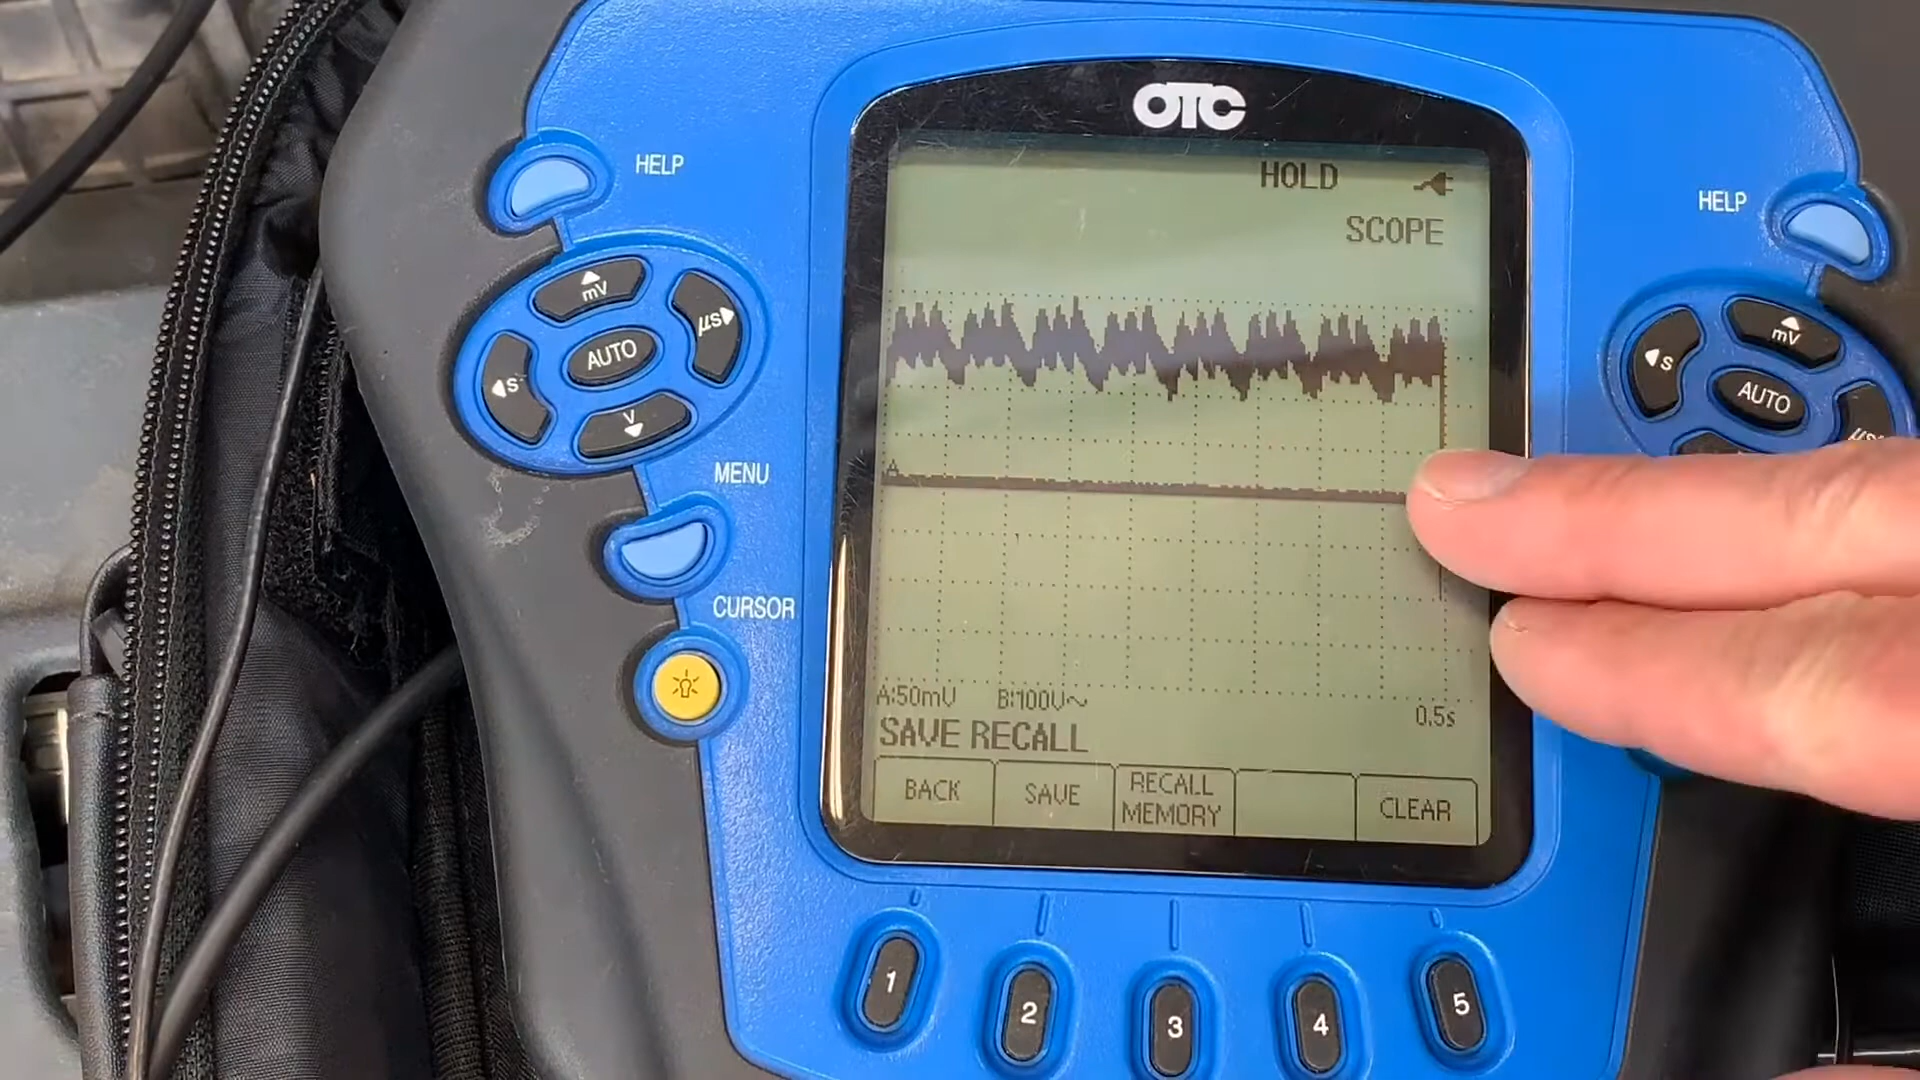 OTC
HELP
HOLD
HELP
SCOPE
mV
µs
AUTO
s
V
mV
s
AUTO
µs
MENU
A
CURSOR
A:50mV B:100V~
0.5s
SAVE RECALL
BACK
SAVE
RECALL
MEMORY
CLEAR
1
2
3
4
5